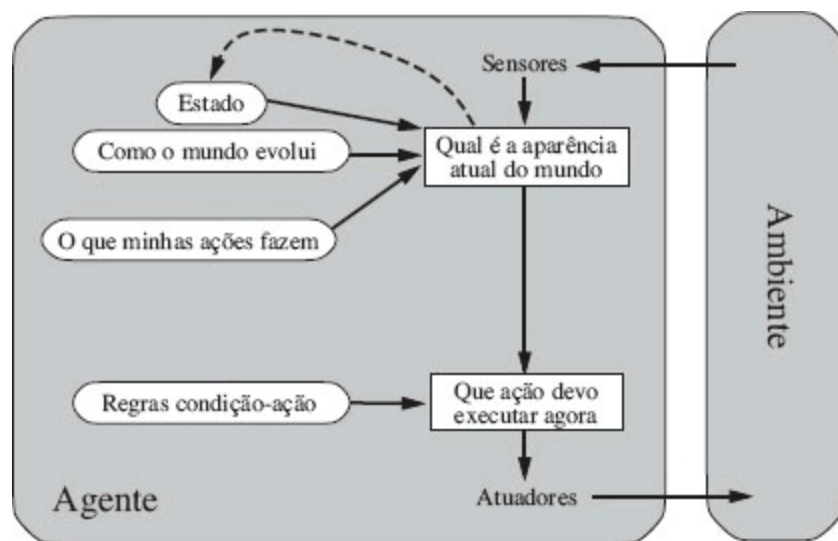 Sensores
Estado
Como o mundo evolui
Qual é a aparência
atual do mundo
O que minhas ações fazem
Ambiente
Regras condição-ação
Que ação devo
executar agora
Agente
Atuadores